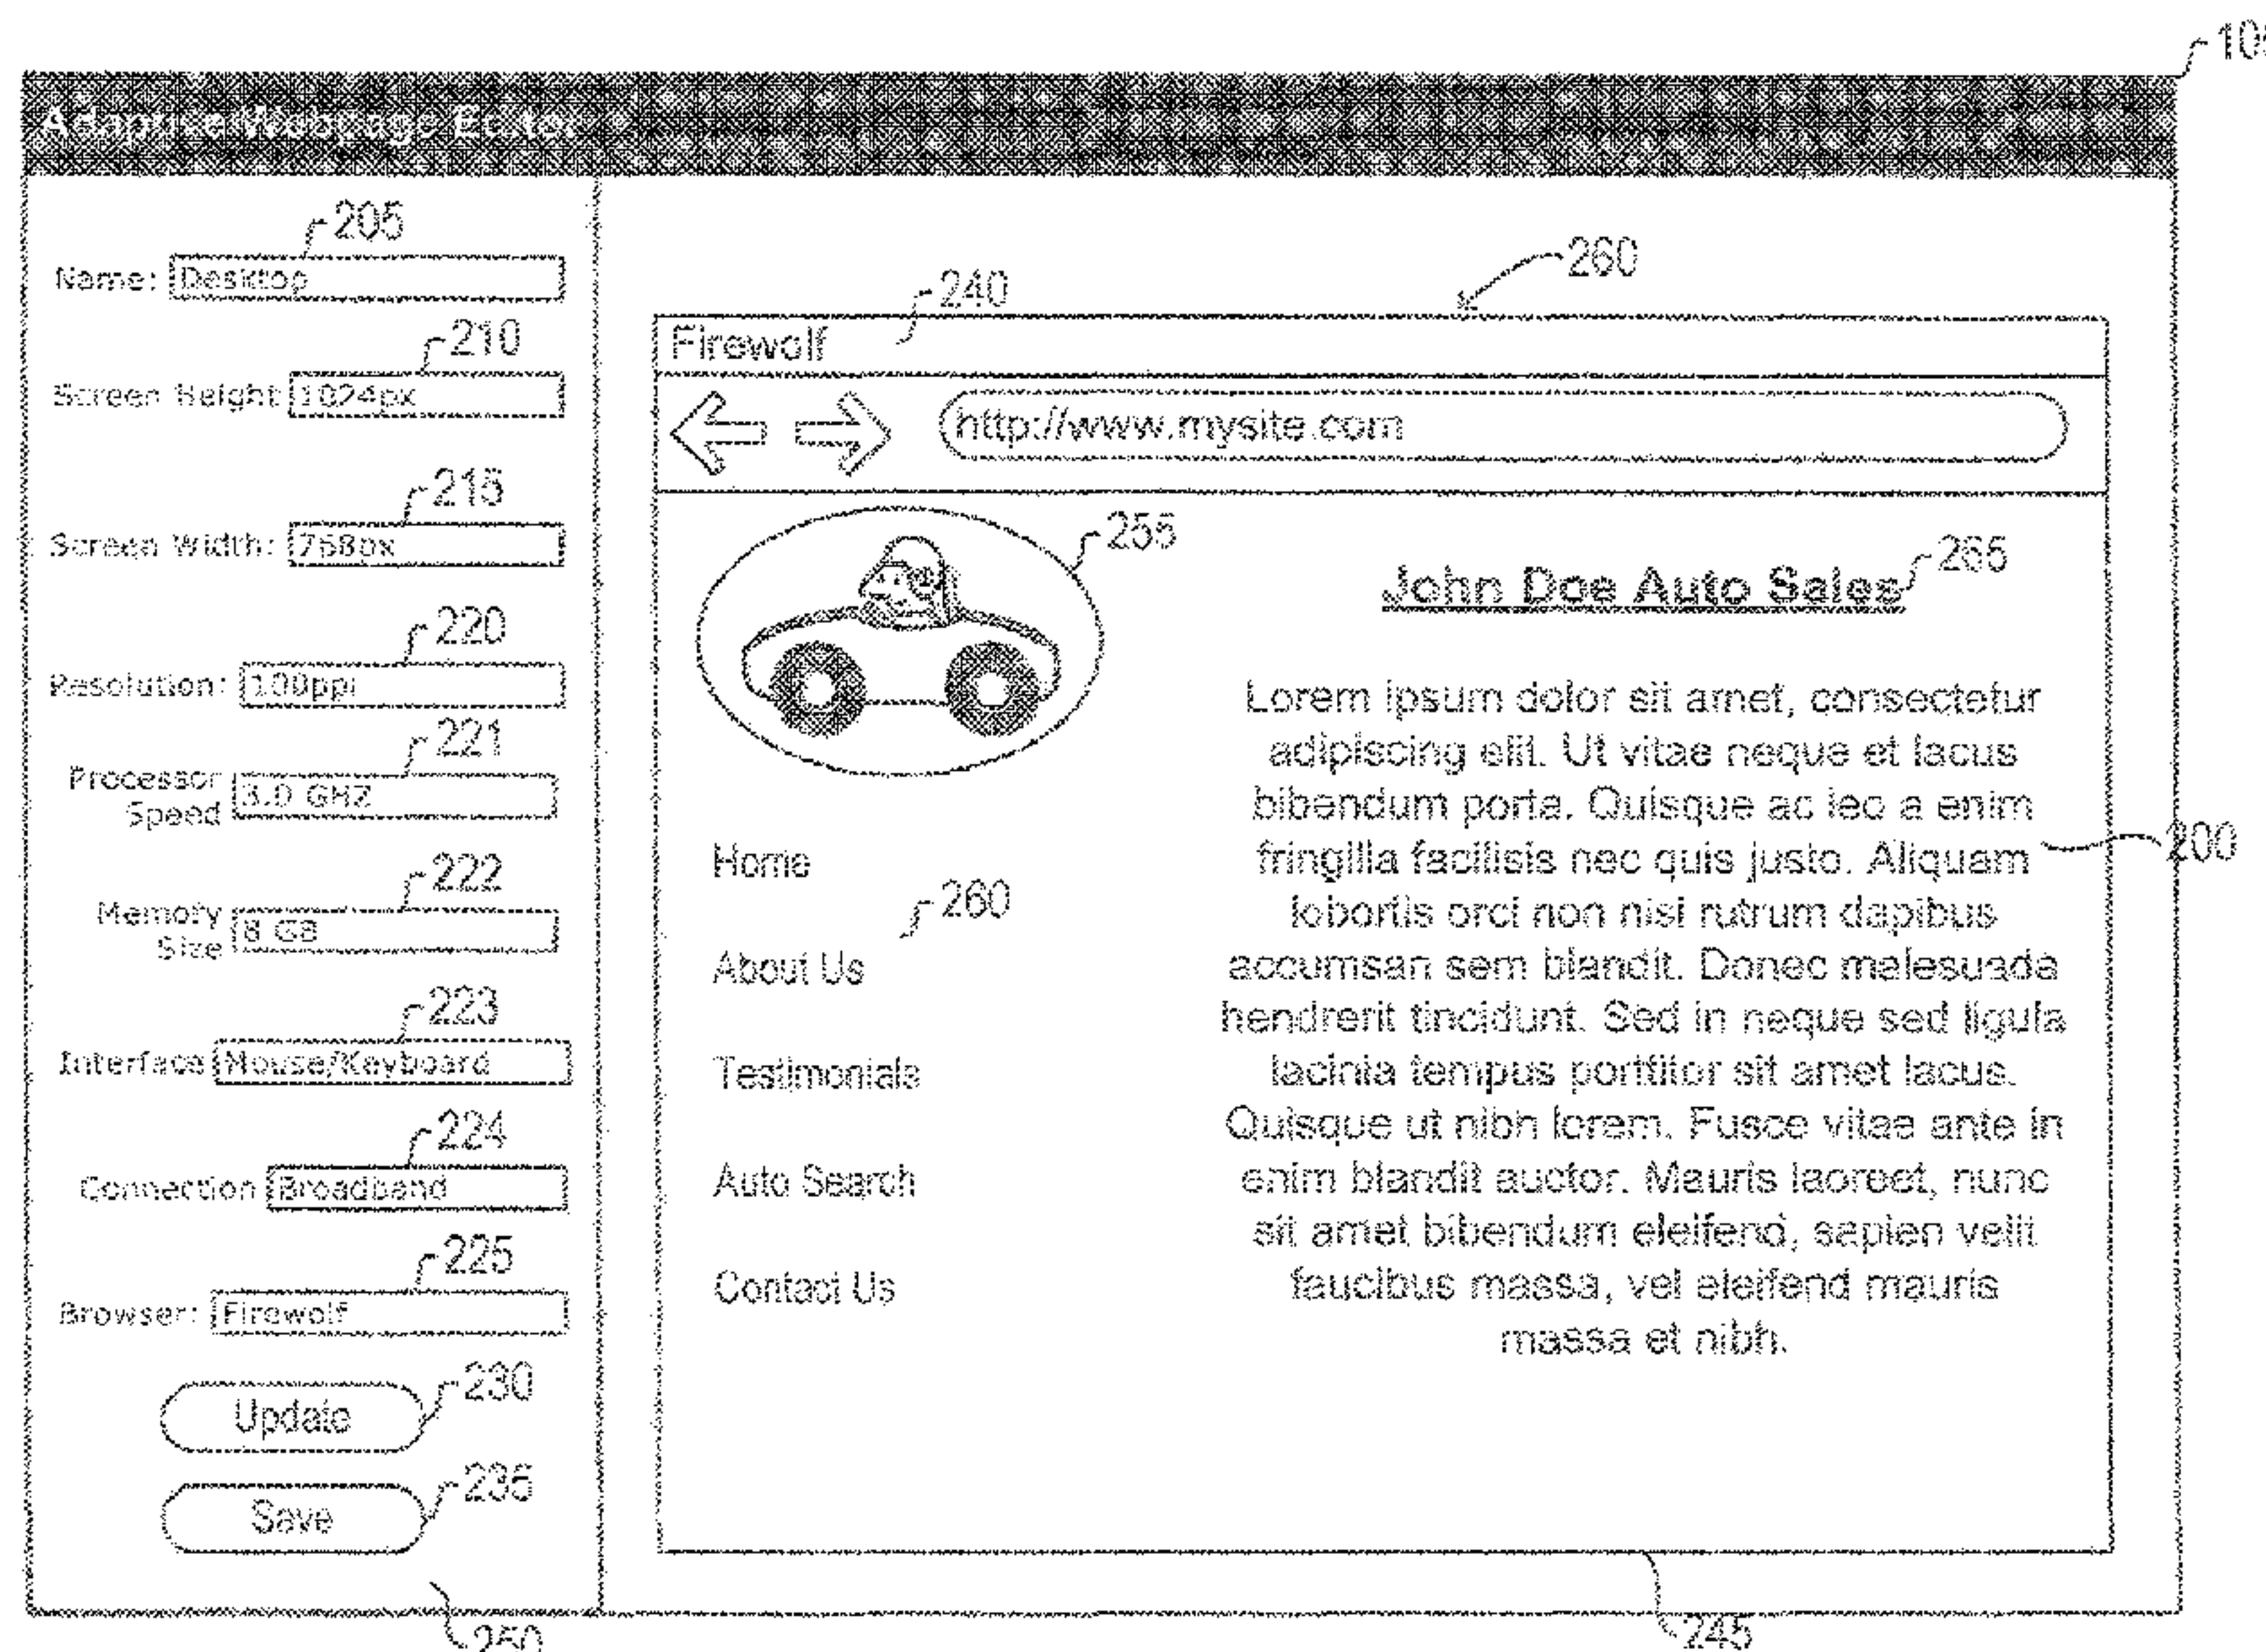 Adaptive Webpage Editor
205
Name: Desktop
210
Screen Height 1024px
215
Screen Width: 768px
220
Resolution: 100ppi
221
Processor
Speed
3.0 GHZ
222
Memory
Size
8 GB
223
Interface Mouse/Keyboard
224
Connection Broadband
225
Browser: Firewolf
230
Update
235
Save
250
260
240
Firewolf
http://www.mysite.com
255
265
John Doe Auto Sales
Home
260
About Us
Testimonials
Auto Search
Contact Us
Lorem ipsum dolor sit amet, consectetur
adipiscing elit. Ut vitae neque et lacus
bibendum porta. Quisque ac leo a enim
fringilla facilisis nec quis justo. Aliquam
200
lobortis orci non nisi rutrum dapibus
accumsan sem blandit. Donec malesuada
hendrerit tincidunt. Sed in neque sed ligula
lacinia tempus porttitor sit amet lacus.
Quisque ut nibh lorem. Fusce vitae ante in
enim blandit auctor. Mauris laoreet, nunc
sit amet bibendum eleifend, sapien velit
faucibus massa, vel eleifend mauris
massa et nibh.
245